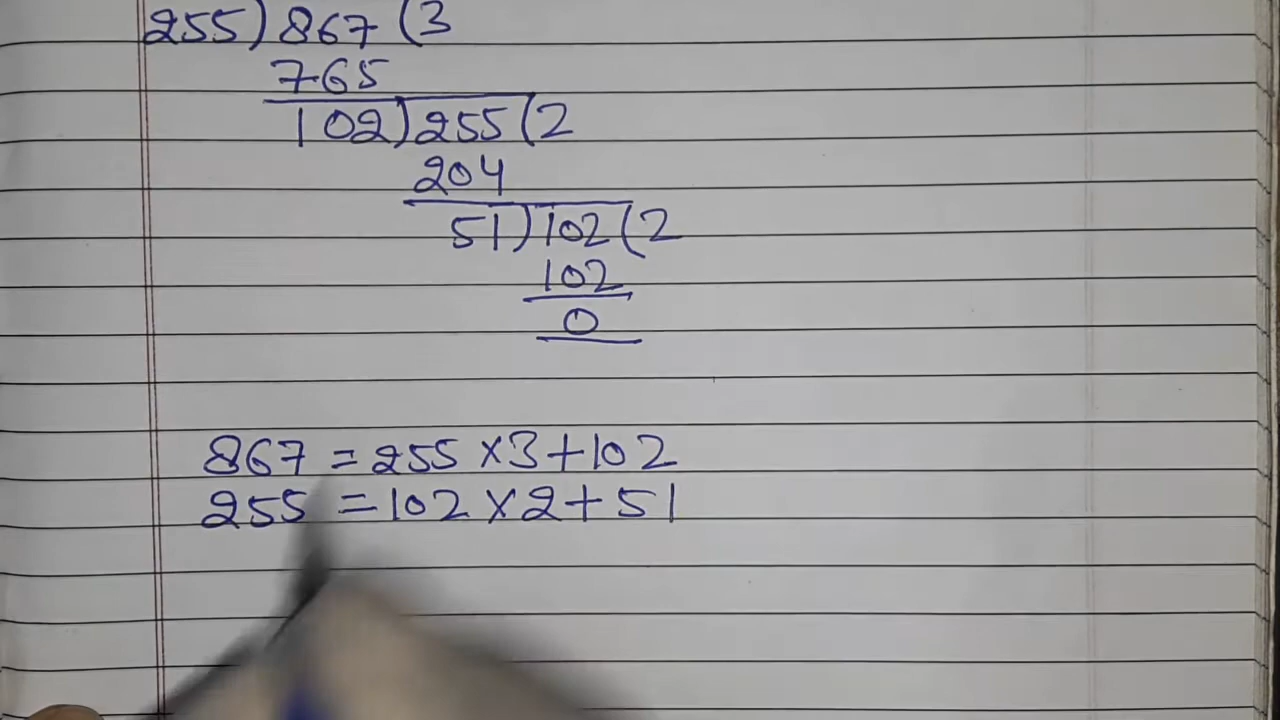 255) 867 (3
765
102) 255 (2
204
51) 102 (2
102
0
867 = 255 × 3 + 102
255 = 102 × 2 + 51